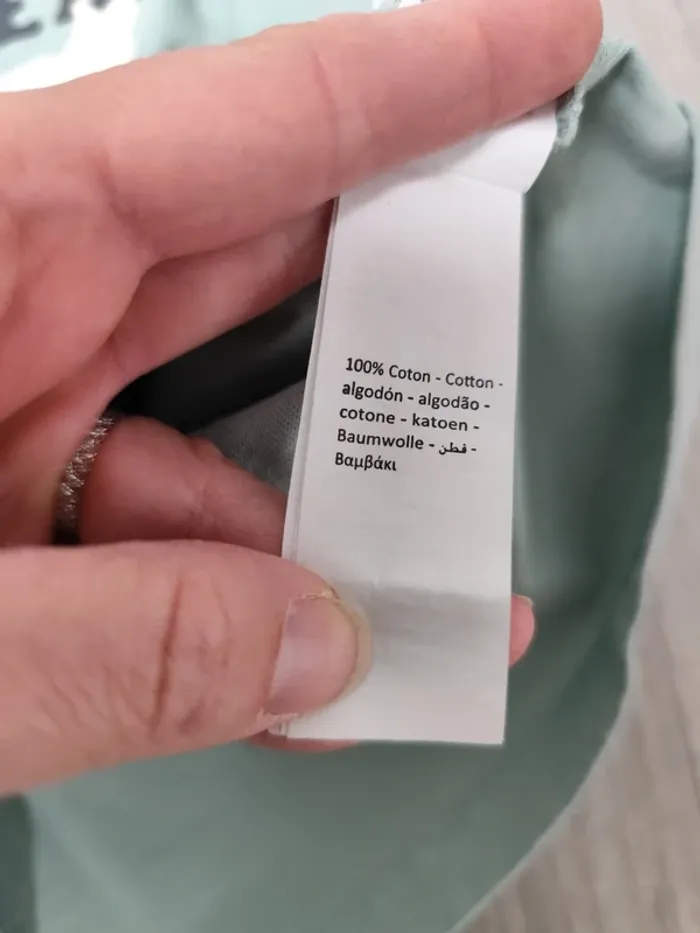 100% Coton - Cotton -
algodón - algodão -
cotone - katoen -
Baumwolle - قطن -
Βαμβάκι